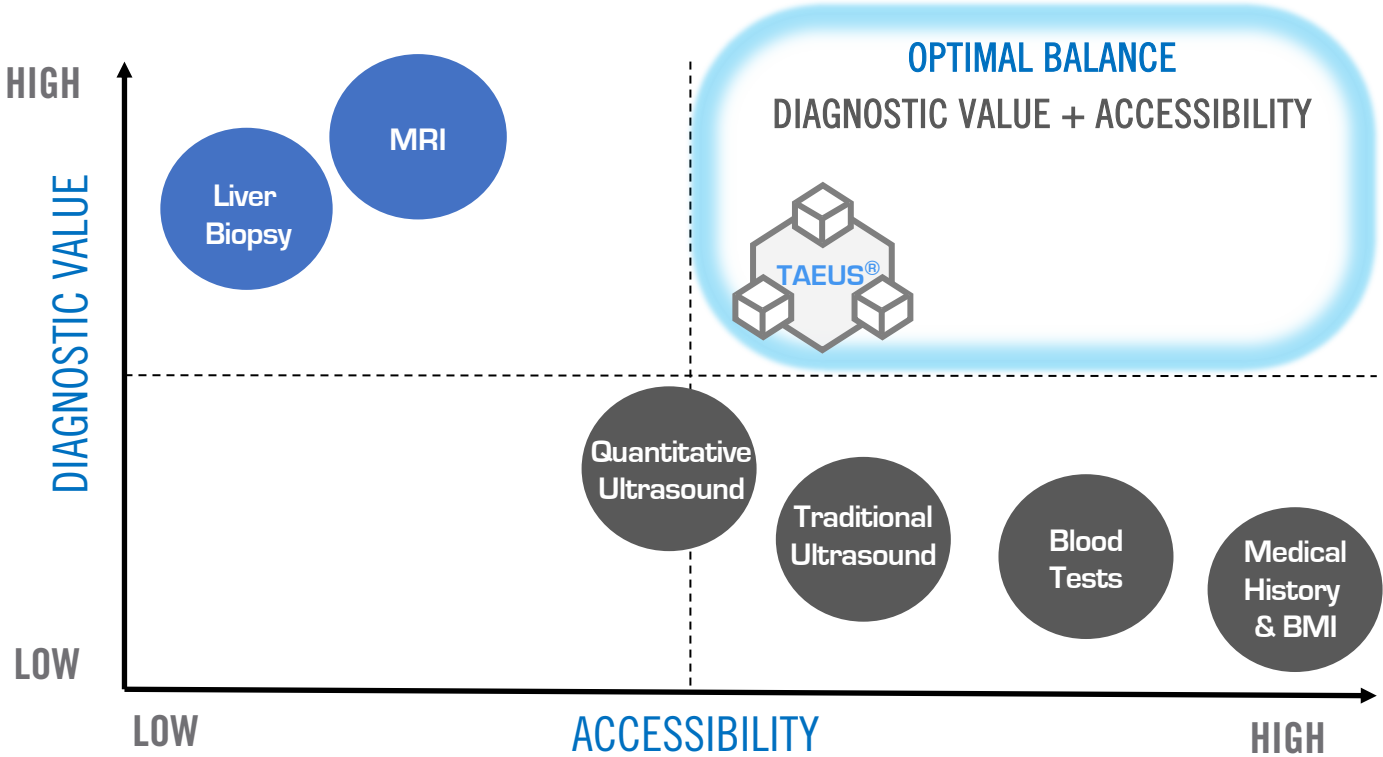 OPTIMAL BALANCE
DIAGNOSTIC VALUE + ACCESSIBILITY
HIGH
DIAGNOSTIC VALUE
LOW
MRI
Liver
Biopsy
TAEUS®
Quantitative
Ultrasound
Traditional
Ultrasound
Blood
Tests
Medical
History
& BMI
LOW
ACCESSIBILITY
HIGH